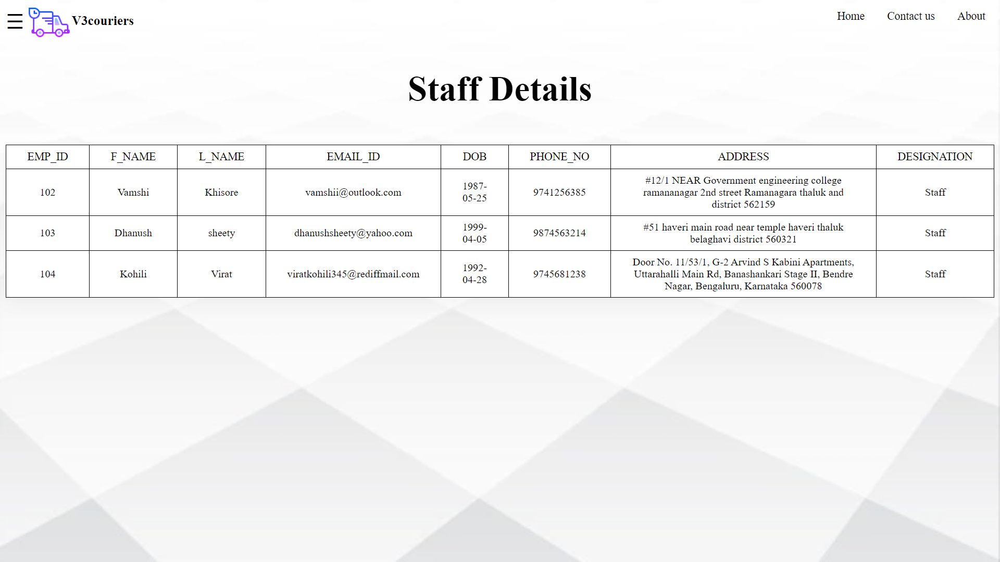 ☰ V3couriers
Home Contact us About
Staff Details
EMP_ID F_NAME L_NAME EMAIL_ID DOB PHONE_NO ADDRESS DESIGNATION
102 Vamshi Khisore vamshii@outlook.com
1987-
05-25
9741256385
#12/1 NEAR Government engineering college
ramananagar 2nd street Ramanagara thaluk and
district 562159
Staff
103 Dhanush sheety dhanushsheety@yahoo.com
1999-
04-05
9874563214
#51 haveri main road near temple haveri thaluk
belaghavi district 560321
Staff
104 Kohili Virat viratkohili345@rediffmail.com
1992-
04-28
9745681238
Door No. 11/53/1, G-2 Arvind S Kabini Apartments,
Uttarahalli Main Rd, Banashankari Stage II, Bendre
Nagar, Bengaluru, Karnataka 560078
Staff